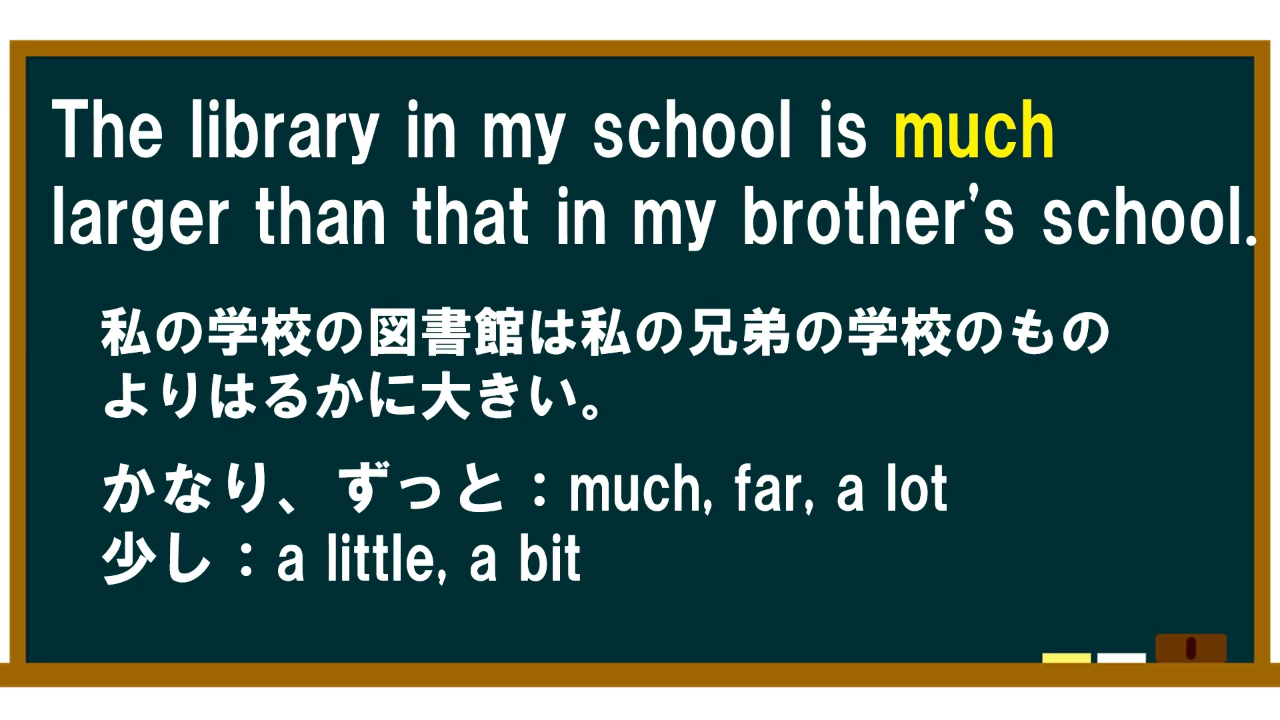 The library in my school is much
larger than that in my brother's school.
私の学校の図書館は私の兄弟の学校のもの
よりはるかに大きい。
かなり、ずっと：much, far, a lot
少し：a little, a bit